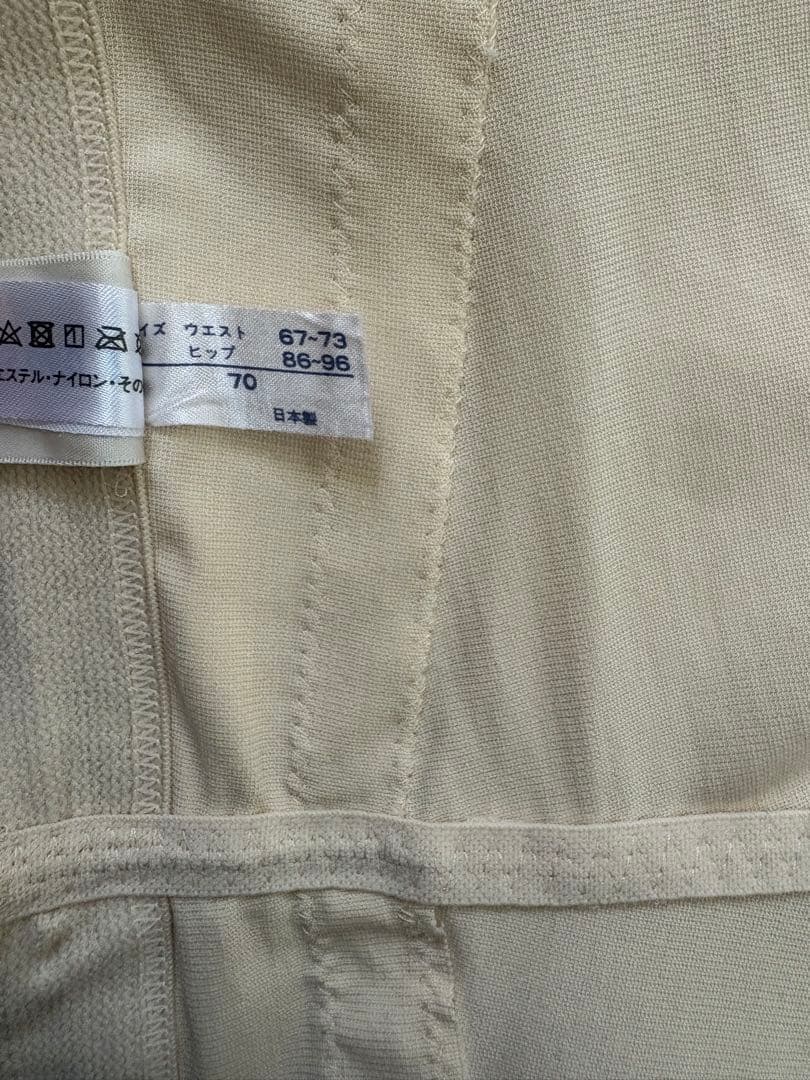 エステル・ナイロン・その
イズ ウエスト 67~73
ヒップ 86~96
70
日本製